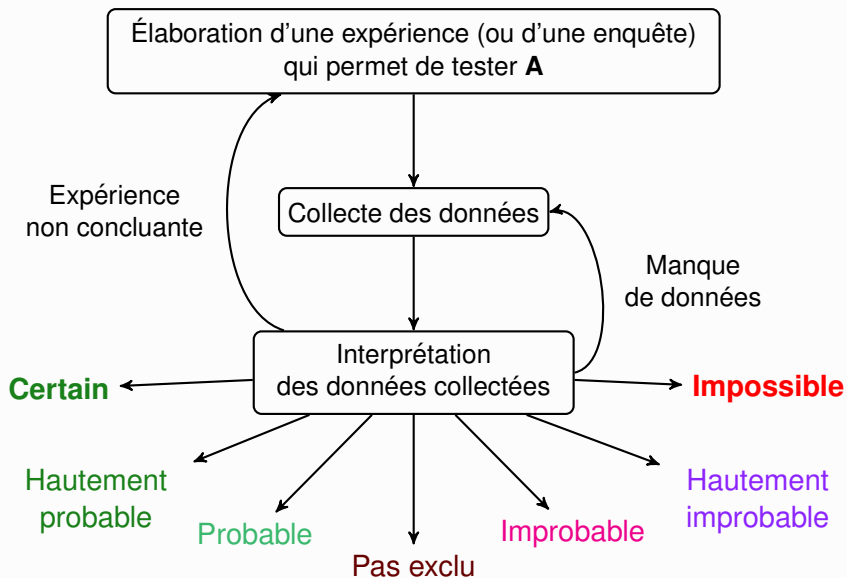 Élaboration d'une expérience (ou d'une enquête)
qui permet de tester A
Expérience
non concluante
Collecte des données
Manque
de données
Interprétation
des données collectées
Certain
Impossible
Hautement
probable
Probable
Pas exclu
Improbable
Hautement
improbable